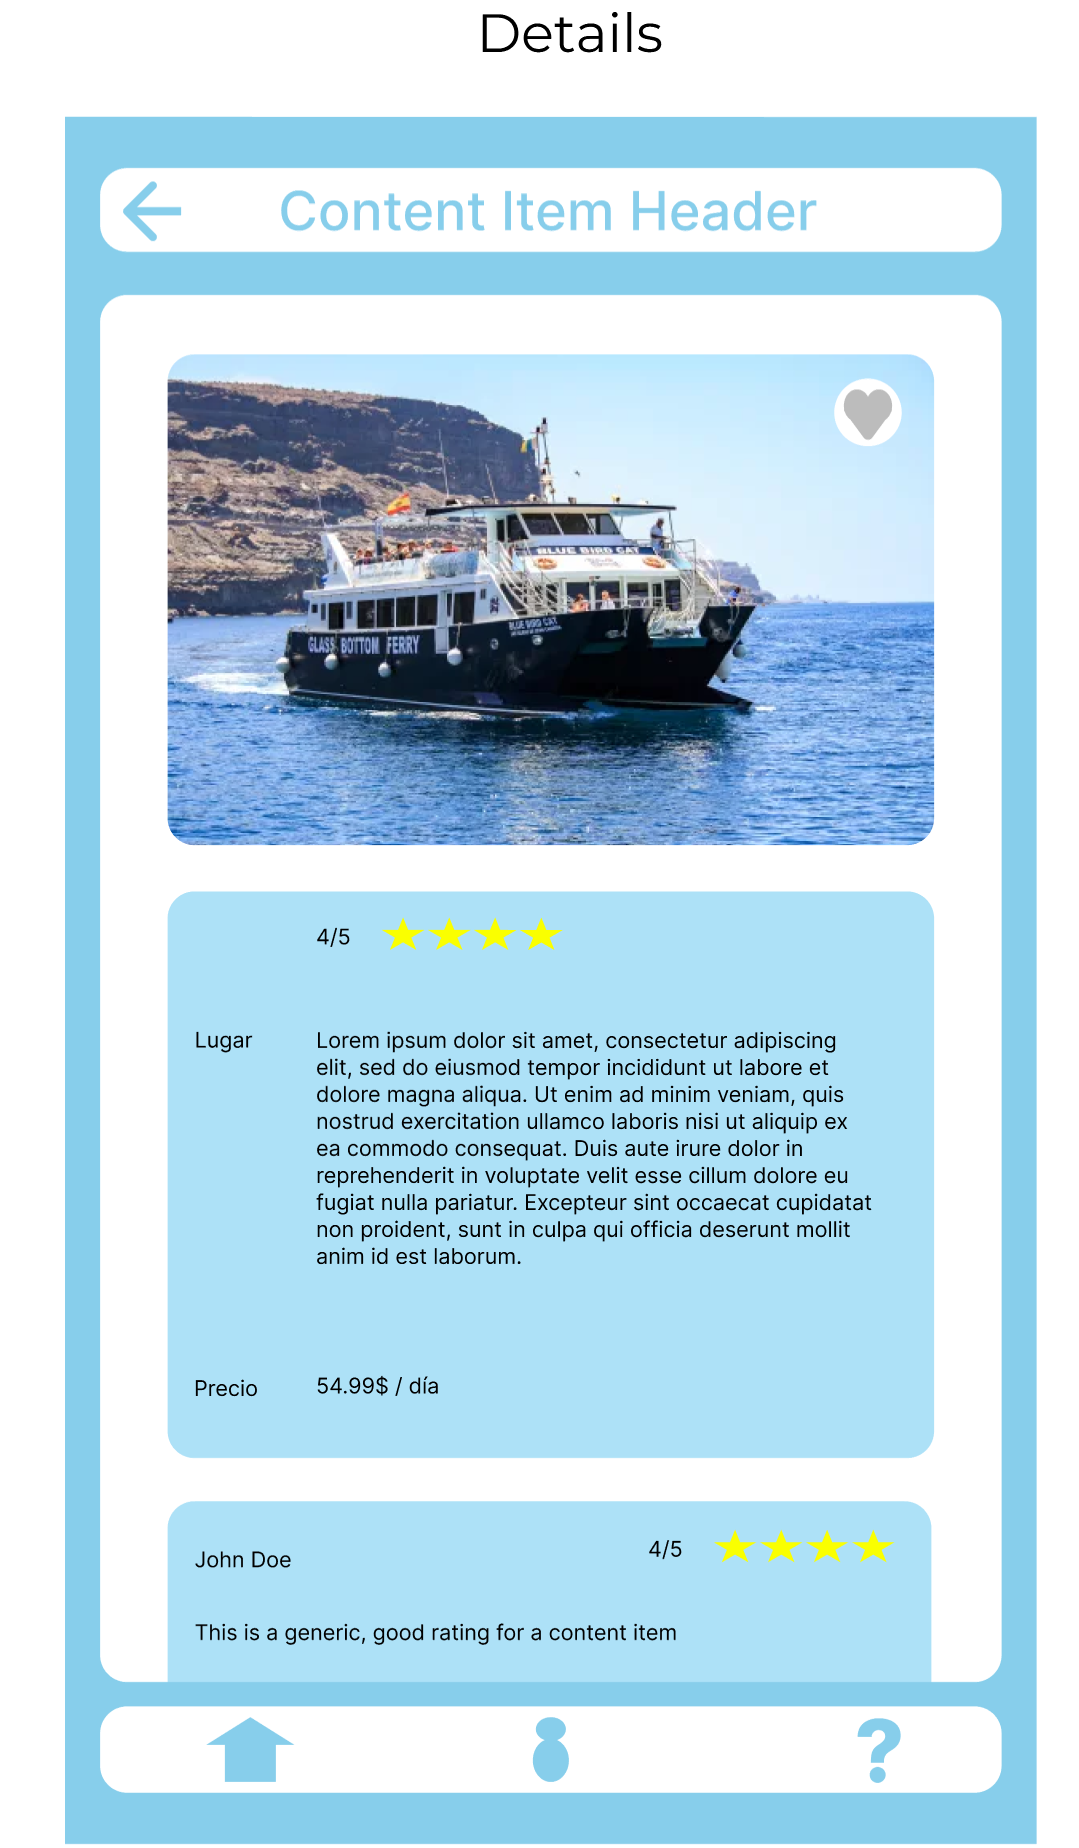 Details
Content Item Header
BLUE BIRD CAT
BLUE BIRD CAT
GLASS BOTTOM FERRY
4/5
Lugar
Lorem ipsum dolor sit amet, consectetur adipiscing
elit, sed do eiusmod tempor incididunt ut labore et
dolore magna aliqua. Ut enim ad minim veniam, quis
nostrud exercitation ullamco laboris nisi ut aliquip ex
ea commodo consequat. Duis aute irure dolor in
reprehenderit in voluptate velit esse cillum dolore eu
fugiat nulla pariatur. Excepteur sint occaecat cupidatat
non proident, sunt in culpa qui officia deserunt mollit
anim id est laborum.
Precio
54.99$ / día
John Doe
4/5
This is a generic, good rating for a content item
?